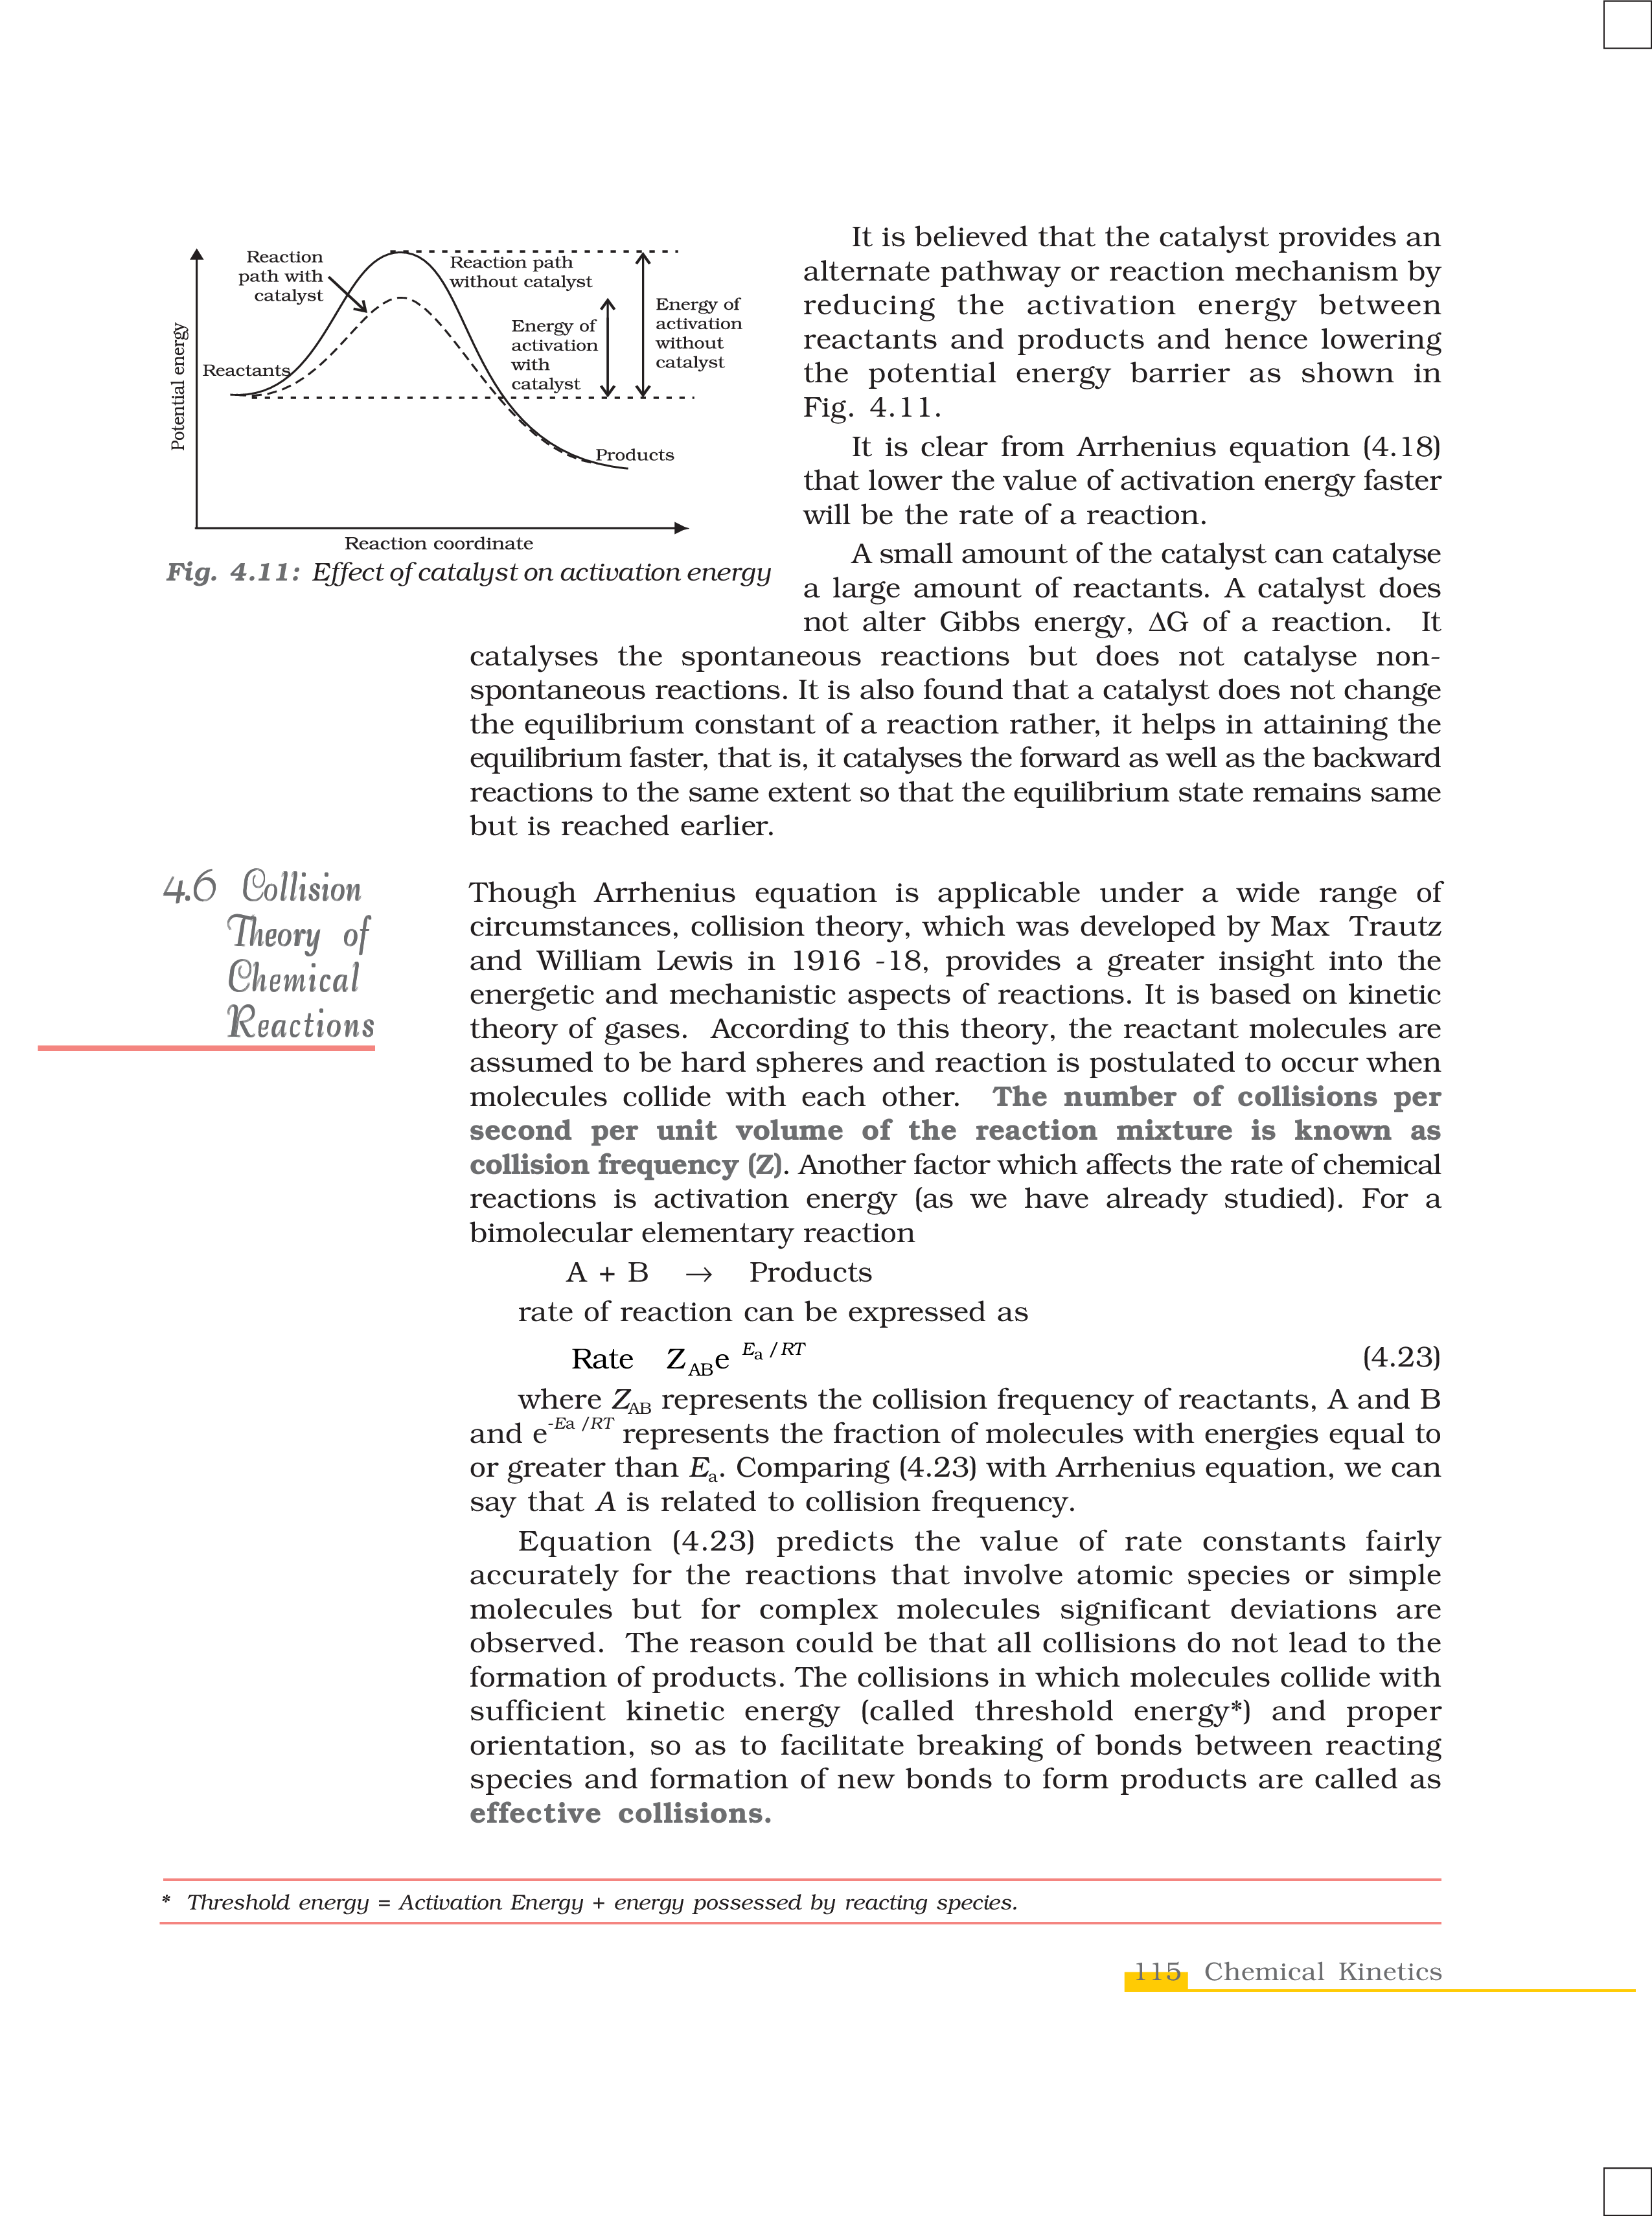 Reaction
path with
catalyst
Reaction path
without catalyst
Energy of
activation
with
catalyst
Energy of
activation
without
catalyst
Reactants
Products
Potential energy
Reaction coordinate
Fig. 4.11: Effect of catalyst on activation energy
It is believed that the catalyst provides an
alternate pathway or reaction mechanism by
reducing the activation energy between
reactants and products and hence lowering
the potential energy barrier as shown in
Fig. 4.11.
It is clear from Arrhenius equation (4.18)
that lower the value of activation energy faster
will be the rate of a reaction.
A small amount of the catalyst can catalyse
a large amount of reactants. A catalyst does
not alter Gibbs energy, ΔG of a reaction. It
catalyses the spontaneous reactions but does not catalyse non-
spontaneous reactions. It is also found that a catalyst does not change
the equilibrium constant of a reaction rather, it helps in attaining the
equilibrium faster, that is, it catalyses the forward as well as the backward
reactions to the same extent so that the equilibrium state remains same
but is reached earlier.
4.6 Collision
Theory of
Chemical
Reactions
Though Arrhenius equation is applicable under a wide range of
circumstances, collision theory, which was developed by Max Trautz
and William Lewis in 1916 -18, provides a greater insight into the
energetic and mechanistic aspects of reactions. It is based on kinetic
theory of gases. According to this theory, the reactant molecules are
assumed to be hard spheres and reaction is postulated to occur when
molecules collide with each other. The number of collisions per
second per unit volume of the reaction mixture is known as
collision frequency (Z). Another factor which affects the rate of chemical
reactions is activation energy (as we have already studied). For a
bimolecular elementary reaction
A + B → Products
rate of reaction can be expressed as
Rate Z_AB e^(E_a / RT) (4.23)
where Z_AB represents the collision frequency of reactants, A and B
and e^(-Ea /RT) represents the fraction of molecules with energies equal to
or greater than E_a. Comparing (4.23) with Arrhenius equation, we can
say that A is related to collision frequency.
Equation (4.23) predicts the value of rate constants fairly
accurately for the reactions that involve atomic species or simple
molecules but for complex molecules significant deviations are
observed. The reason could be that all collisions do not lead to the
formation of products. The collisions in which molecules collide with
sufficient kinetic energy (called threshold energy*) and proper
orientation, so as to facilitate breaking of bonds between reacting
species and formation of new bonds to form products are called as
effective collisions.
* Threshold energy = Activation Energy + energy possessed by reacting species.
115 Chemical Kinetics